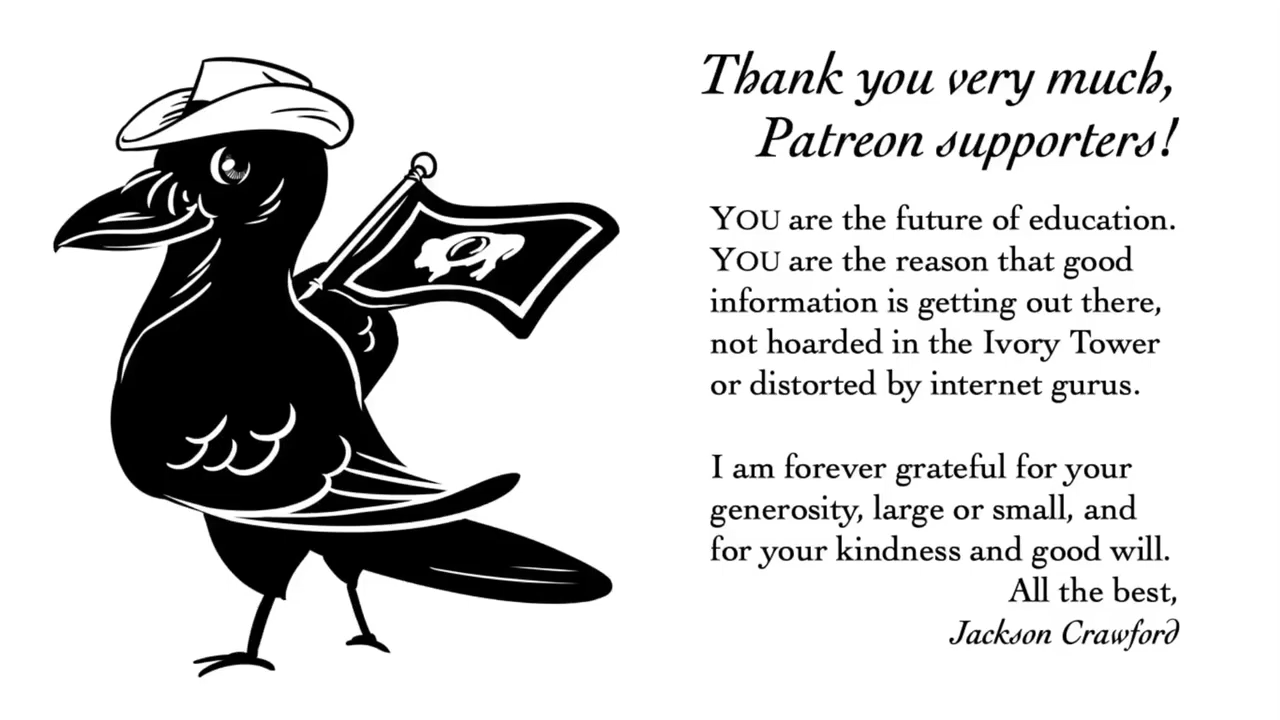 Thank you very much,
Patreon supporters!
YOU are the future of education.
YOU are the reason that good
information is getting out there,
not hoarded in the Ivory Tower
or distorted by internet gurus.
I am forever grateful for your
generosity, large or small, and
for your kindness and good will.
All the best,
Jackson Crawford